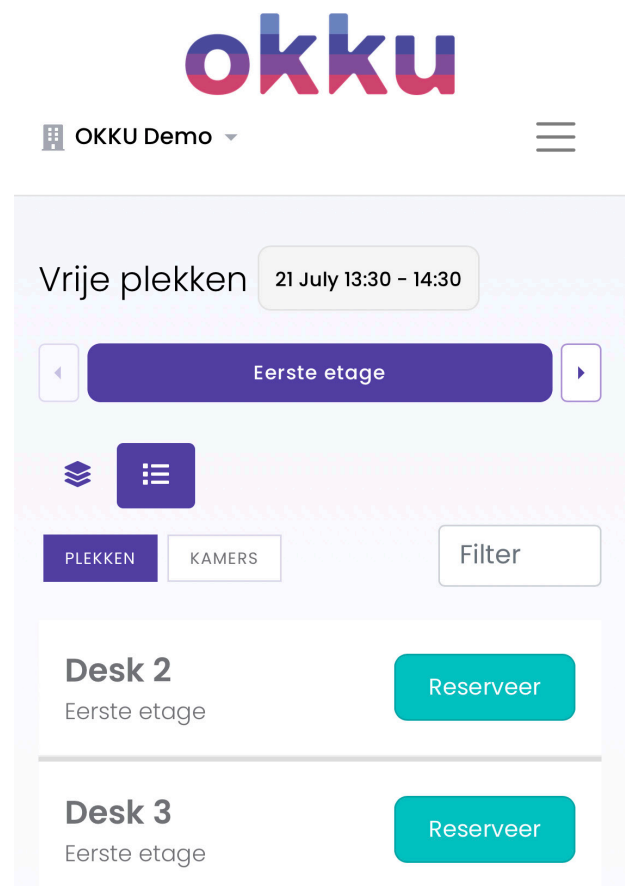 okku
OKKU Demo
Vrije plekken 21 July 13:30 - 14:30
Eerste etage
PLEKKEN KAMERS Filter
Desk 2
Eerste etage
Reserveer
Desk 3
Eerste etage
Reserveer